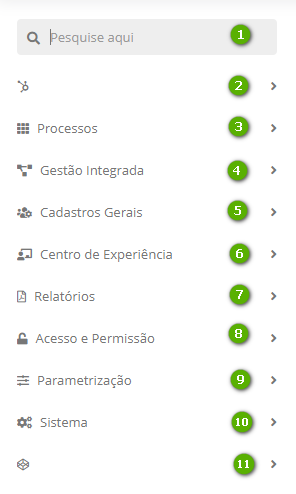 Pesquise aqui 1
2
Processos 3
Gestão Integrada 4
Cadastros Gerais 5
Centro de Experiência 6
Relatórios 7
Acesso e Permissão 8
Parametrização 9
Sistema 10
11